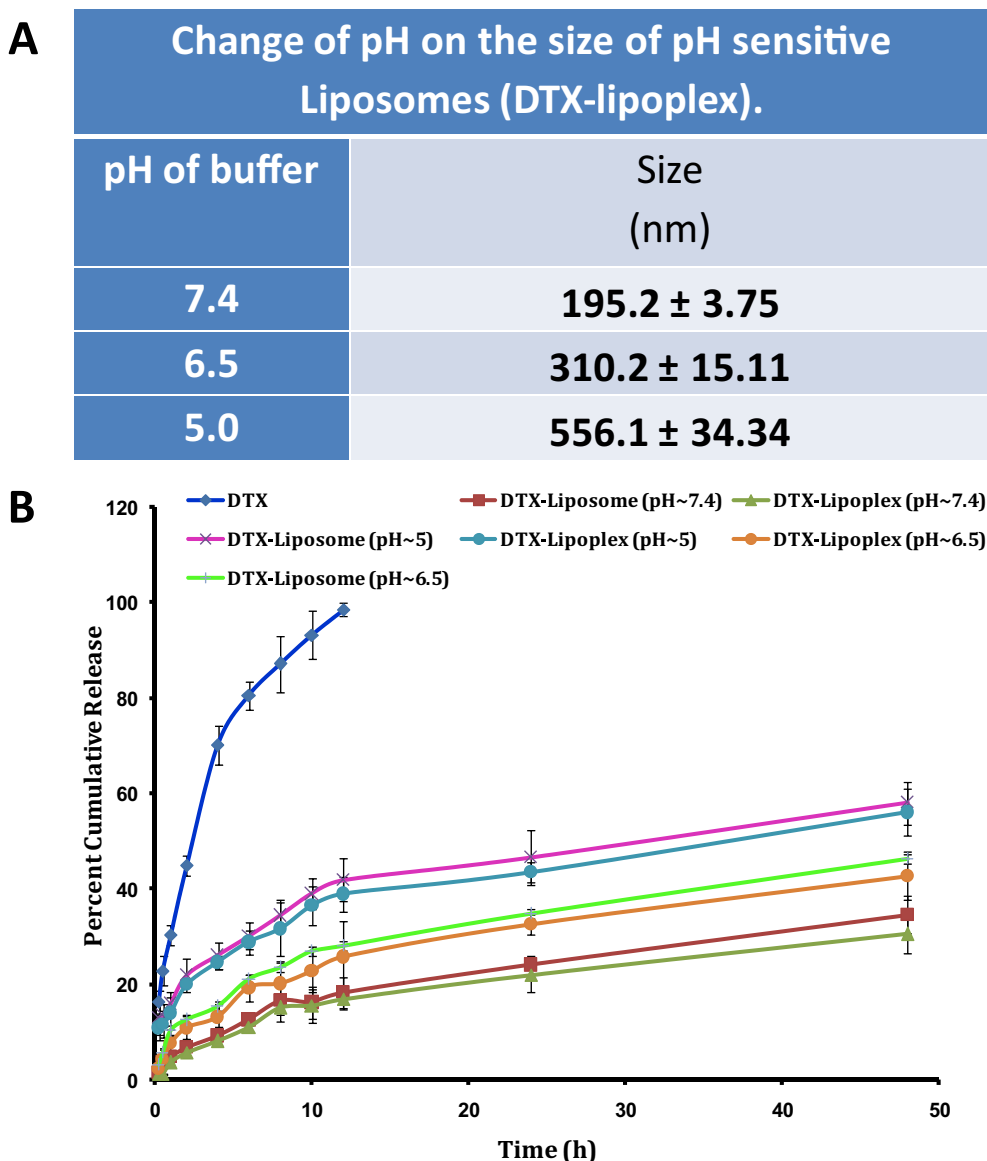 A
Change of pH on the size of pH sensitive
Liposomes (DTX-lipoplex).
pH of buffer
Size
(nm)
7.4
195.2 ± 3.75
6.5
310.2 ± 15.11
5.0
556.1 ± 34.34
B
DTX
DTX-Liposome (pH~7.4)
DTX-Lipoplex (pH~7.4)
DTX-Liposome (pH~5)
DTX-Lipoplex (pH~5)
DTX-Lipoplex (pH~6.5)
DTX-Liposome (pH~6.5)
Percent Cumulative Release
120
100
80
60
40
20
0
0
10
20
30
40
50
Time (h)